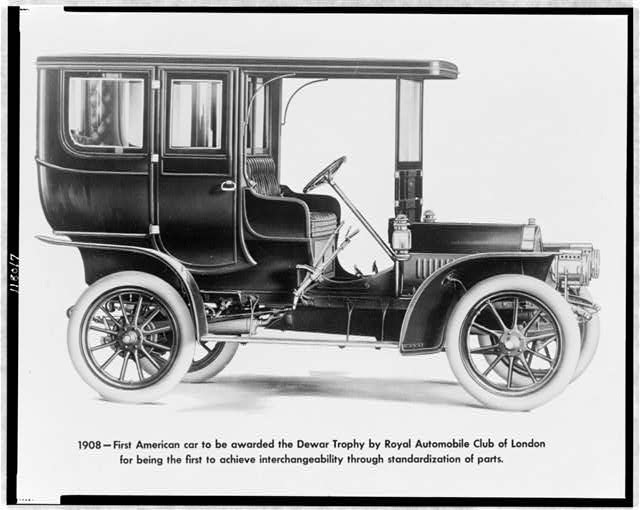 1908—First American car to be awarded the Dewar Trophy by Royal Automobile Club of London
for being the first to achieve interchangeability through standardization of parts.